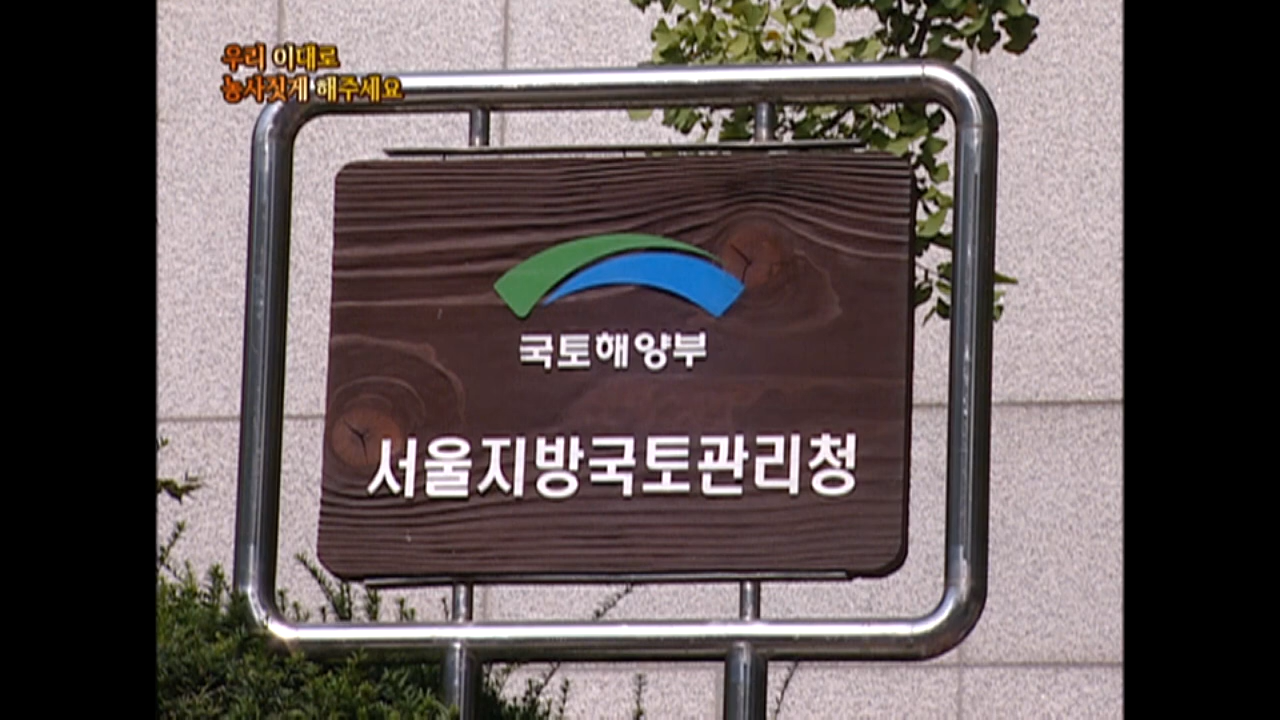 우리 이대로
농사짓게 해주세요
국토해양부
서울지방국토관리청